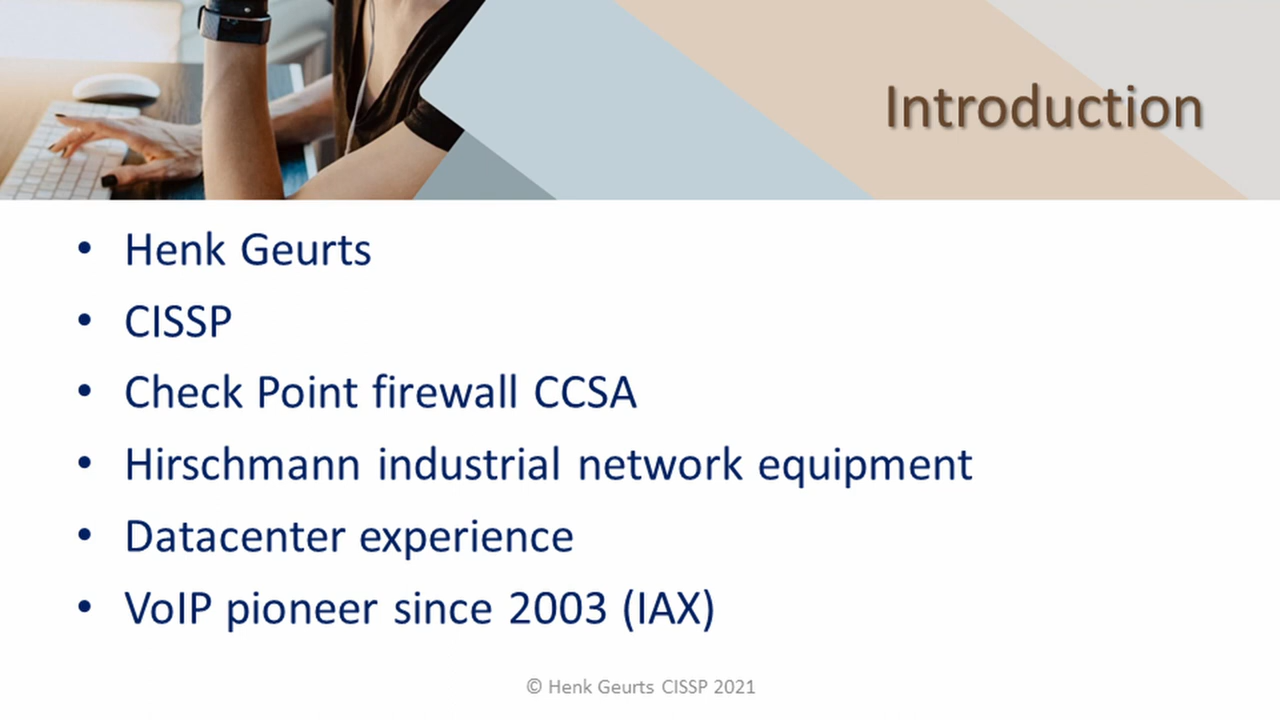 Introduction
• Henk Geurts
• CISSP
• Check Point firewall CCSA
• Hirschmann industrial network equipment
• Datacenter experience
• VoIP pioneer since 2003 (IAX)
© Henk Geurts CISSP 2021